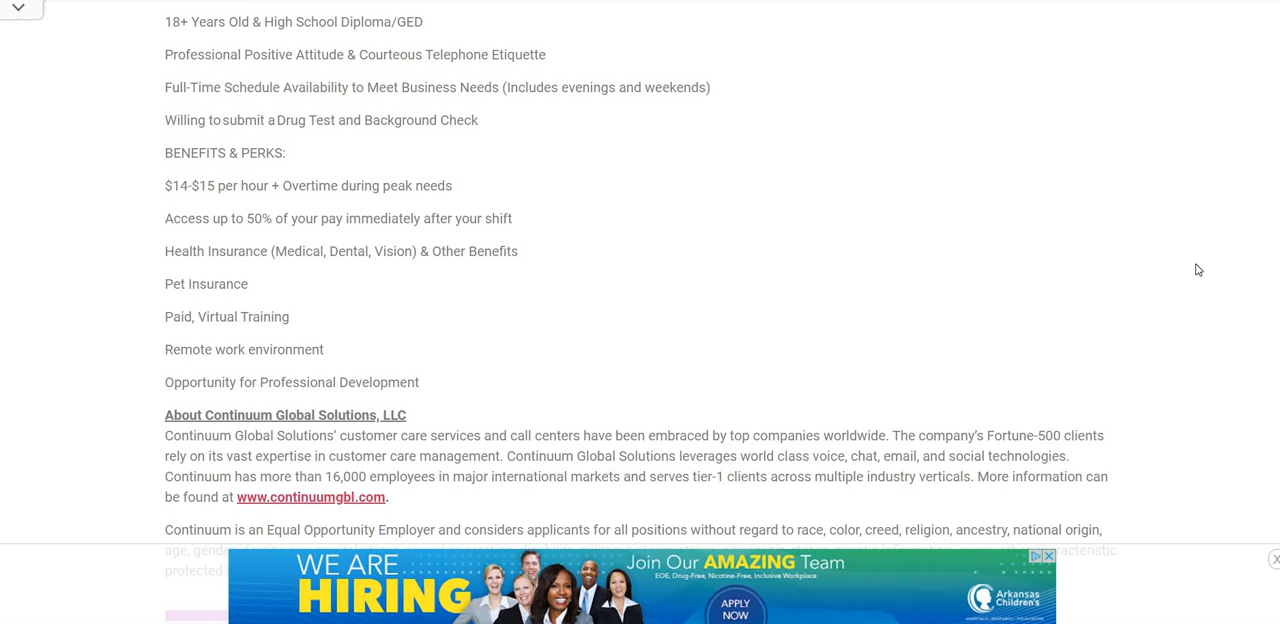 18+ Years Old & High School Diploma/GED
Professional Positive Attitude & Courteous Telephone Etiquette
Full-Time Schedule Availability to Meet Business Needs (Includes evenings and weekends)
Willing to submit a Drug Test and Background Check
BENEFITS & PERKS:
$14-$15 per hour + Overtime during peak needs
Access up to 50% of your pay immediately after your shift
Health Insurance (Medical, Dental, Vision) & Other Benefits
Pet Insurance
Paid, Virtual Training
Remote work environment
Opportunity for Professional Development
About Continuum Global Solutions, LLC
Continuum Global Solutions’ customer care services and call centers have been embraced by top companies worldwide. The company’s Fortune-500 clients
rely on its vast expertise in customer care management. Continuum Global Solutions leverages world class voice, chat, email, and social technologies.
Continuum has more than 16,000 employees in major international markets and serves tier-1 clients across multiple industry verticals. More information can
be found at www.continuumgbl.com.
Continuum is an Equal Opportunity Employer and considers applicants for all positions without regard to race, color, creed, religion, ancestry, national origin,
age,
protected
WE ARE
HIRING
Join Our AMAZING Team
EOE, Drug-Free, Nicotine-Free, Inclusive Workplace
APPLY
NOW
Arkansas
Children's